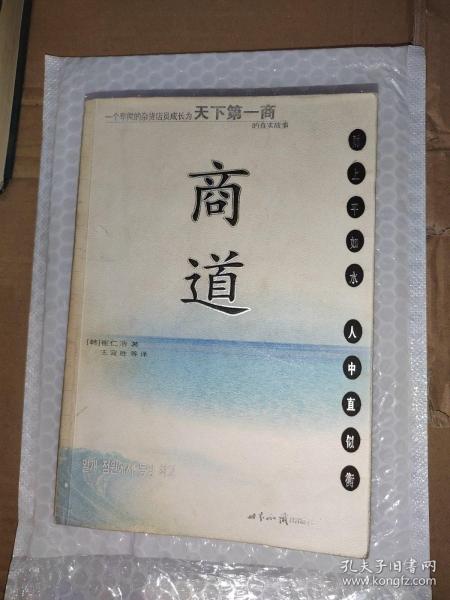 一个卑微的杂货店员成长为 天下第一商
的真实故事
财上平如水 人中直似衡
商道
[韩]崔仁浩 著
王宜胜等 译
世界知识出版社
孔夫子旧书网
www.kongfz.com